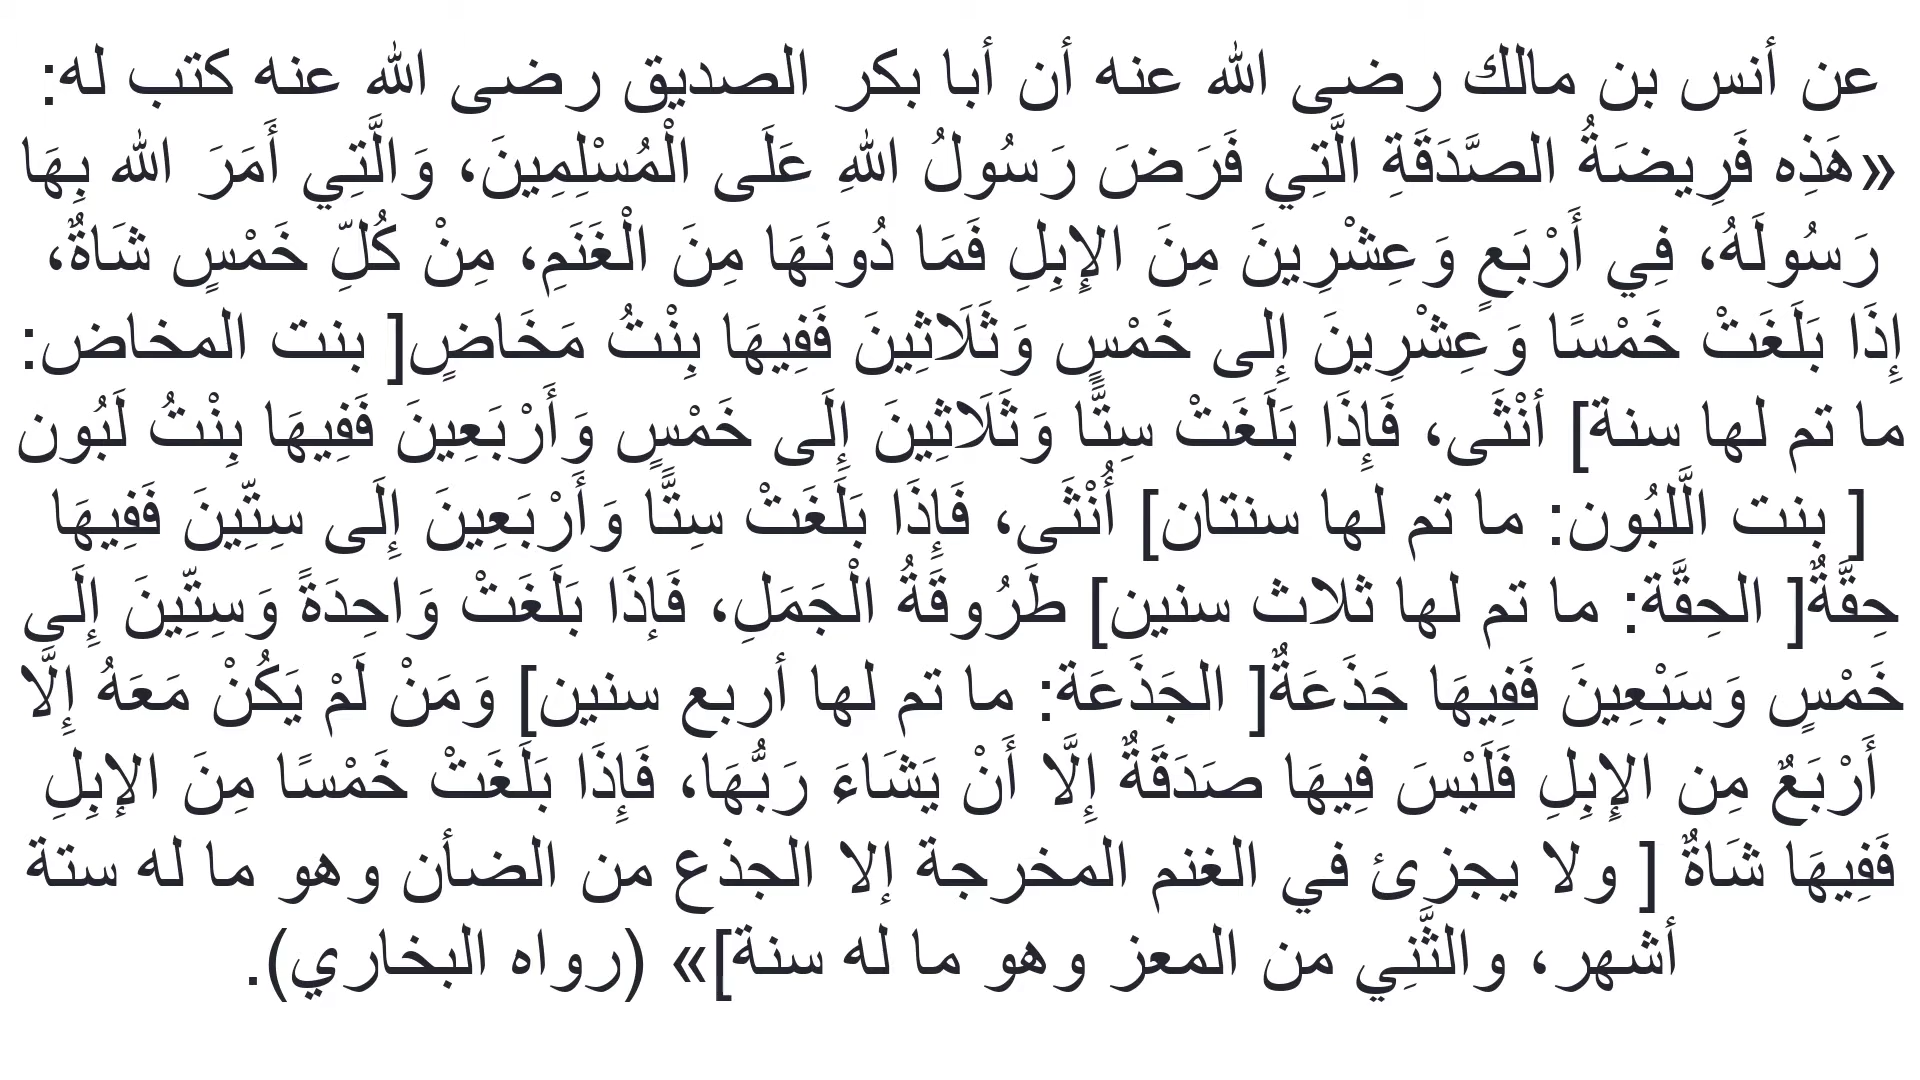 عن أنس بن مالك رضى الله عنه أن أبا بكر الصديق رضى الله عنه كتب له:
«هَذِه فَرِيضَةُ الصَّدَقَةِ الَّتِي فَرَضَ رَسُولُ اللهِ عَلَى الْمُسْلِمِينَ، وَالَّتِي أَمَرَ الله بِهَا
رَسُولَهُ، فِي أَرْبَعٍ وَعِشْرِينَ مِنَ الإِبِلِ فَمَا دُونَهَا مِنَ الْغَنَمِ، مِنْ كُلِّ خَمْسٍ شَاةٌ،
إِذَا بَلَغَتْ خَمْسًا وَعِشْرِينَ إِلى خَمْسٍ وَثَلَاثِينَ فَفِيهَا بِنْتُ مَخَاضٍ[ بنت المخاض:
ما تم لها سنة] أنْثَى، فَإِذَا بَلَغَتْ سِتًّا وَثَلَاثِينَ إِلَى خَمْسٍ وَأَرْبَعِينَ فَفِيهَا بِنْتُ لَبُون
[ بنت الَّلبُون: ما تم لها سنتان] أُنْثَى، فَإِذَا بَلَغَتْ سِتًّا وَأَرْبَعِينَ إِلَى سِتِّينَ فَفِيهَا
حِقَّةٌ[ الحِقَّة: ما تم لها ثلاث سنين] طَرُوقَةُ الْجَمَلِ، فَإذَا بَلَغَتْ وَاحِدَةً وَسِتِّينَ إِلَى
خَمْسٍ وَسَبْعِينَ فَفِيهَا جَذَعَةٌ[ الجَذَعَة: ما تم لها أربع سنين] وَمَنْ لَمْ يَكُنْ مَعَهُ إِلَّا
أَرْبَعٌ مِن الإِبِلِ فَلَيْسَ فِيهَا صَدَقَةٌ إِلَّا أَنْ يَشَاءَ رَبُّهَا، فَإِذَا بَلَغَتْ خَمْسًا مِنَ الإبِلِ
فَفِيهَا شَاةٌ [ ولا يجزئ في الغنم المخرجة إلا الجذع من الضأن وهو ما له ستة
أشهر، والثَّنِي من المعز وهو ما له سنة]» (رواه البخاري).